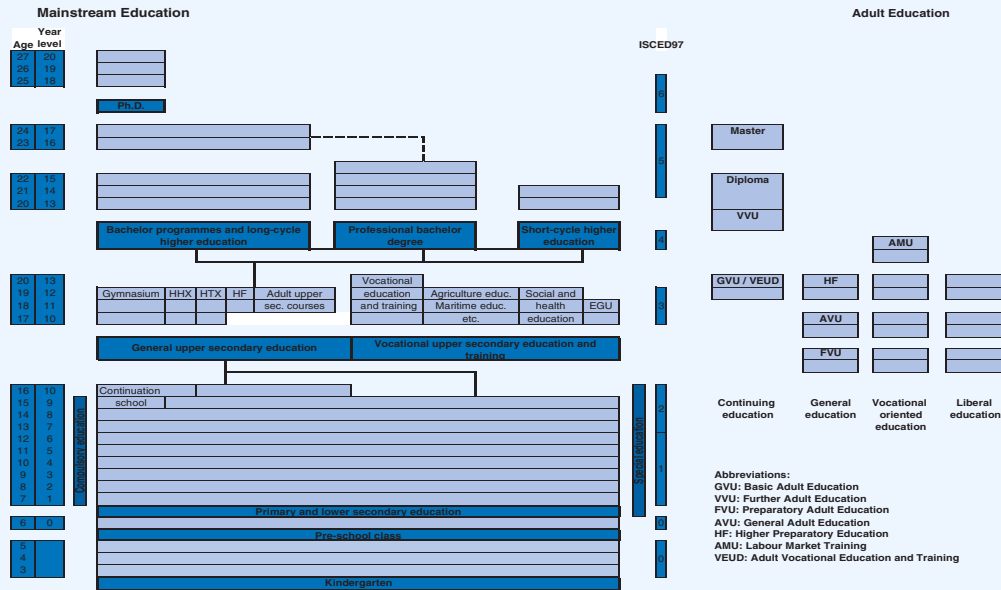 Mainstream Education
Adult Education
Age
Year
level
ISCED97
27 20
26 19
25 18
6
Ph.D.
24 17
23 16
5
Master
22 15
21 14
20 13
Diploma
VVU
Bachelor programmes and long-cycle
higher education
Professional bachelor
degree
Short-cycle higher
education
4
AMU
20 13
19 12
18 11
17 10
Gymnasium HHX HTX HF
Adult upper
sec. courses
Vocational
education
and training
Agriculture educ.
Maritime educ.
etc.
Social and
health
education
EGU
3
GVU / VEUD
HF
AVU
FVU
General upper secondary education
Vocational upper secondary education and
training
16 10
15 9
14 8
13 7
12 6
11 5
10 4
9 3
8 2
7 1
Compulsory education
Continuation
school
Special education
2
1
Continuing
education
General
education
Vocational
oriented
education
Liberal
education
Primary and lower secondary education
6 0
0
Pre-school class
5
4
3
0
Kindergarten
Abbreviations:
GVU: Basic Adult Education
VVU: Further Adult Education
FVU: Preparatory Adult Education
AVU: General Adult Education
HF: Higher Preparatory Education
AMU: Labour Market Training
VEUD: Adult Vocational Education and Training